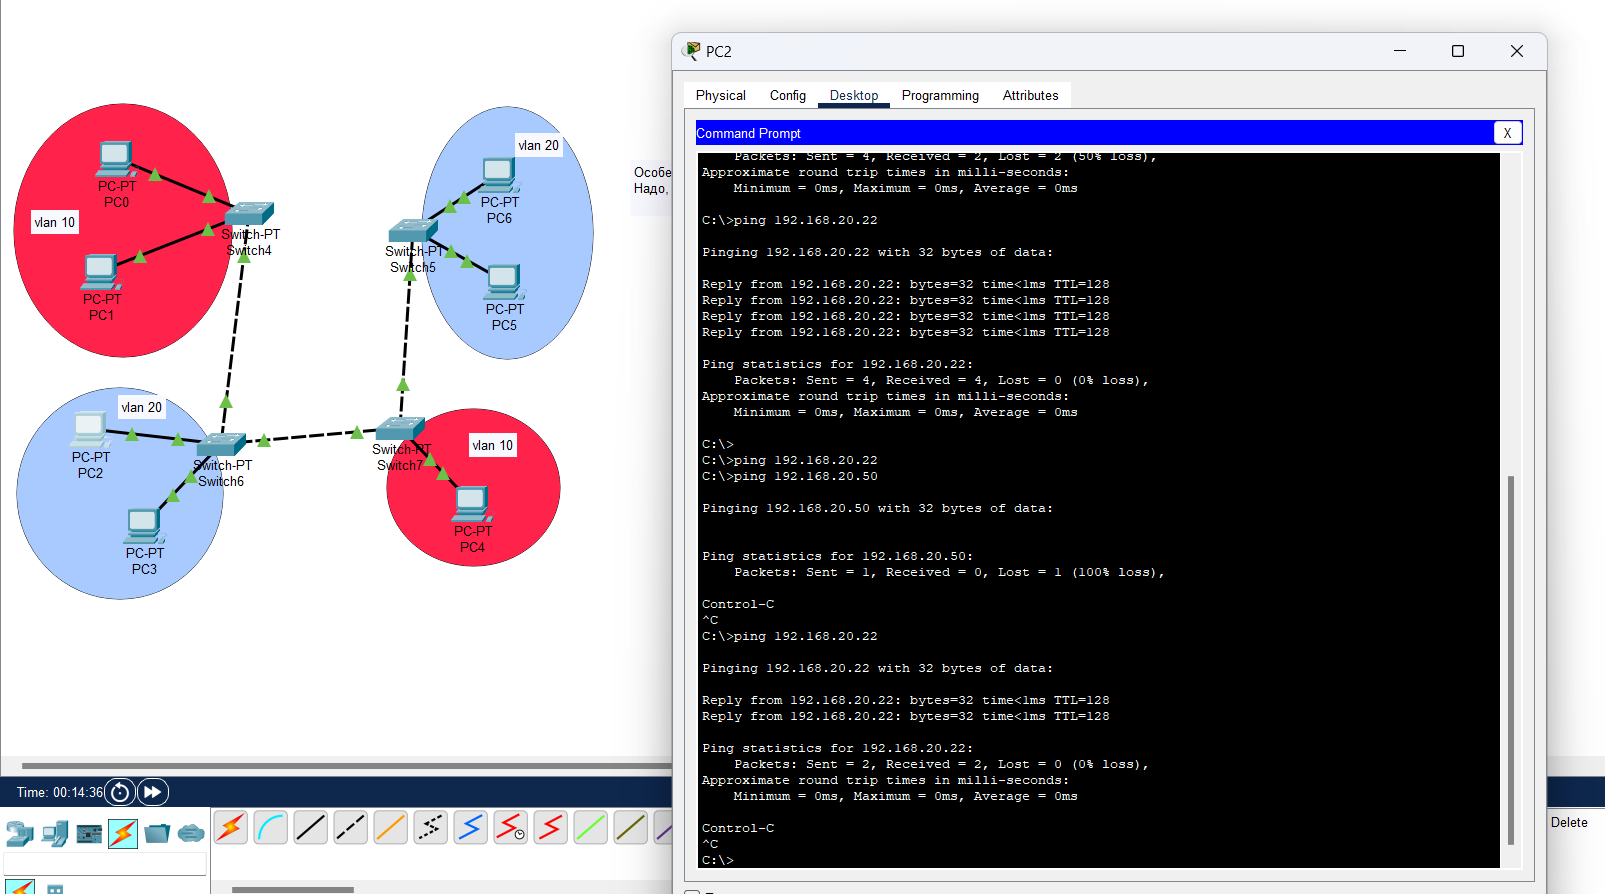 PC2
Physical
Config
Desktop
Programming
Attributes
Command Prompt
X
Packets: Sent = 4, Received = 2, Lost = 2 (50% loss),
Approximate round trip times in milli-seconds:
Minimum = 0ms, Maximum = 0ms, Average = 0ms
C:\>ping 192.168.20.22
Pinging 192.168.20.22 with 32 bytes of data:
Reply from 192.168.20.22: bytes=32 time<1ms TTL=128
Reply from 192.168.20.22: bytes=32 time<1ms TTL=128
Reply from 192.168.20.22: bytes=32 time<1ms TTL=128
Reply from 192.168.20.22: bytes=32 time<1ms TTL=128
Ping statistics for 192.168.20.22:
Packets: Sent = 4, Received = 4, Lost = 0 (0% loss),
Approximate round trip times in milli-seconds:
Minimum = 0ms, Maximum = 0ms, Average = 0ms
C:\>
C:\>ping 192.168.20.22
C:\>ping 192.168.20.50
Pinging 192.168.20.50 with 32 bytes of data:
Ping statistics for 192.168.20.50:
Packets: Sent = 1, Received = 0, Lost = 1 (100% loss),
Control-C
^C
C:\>ping 192.168.20.22
Pinging 192.168.20.22 with 32 bytes of data:
Reply from 192.168.20.22: bytes=32 time<1ms TTL=128
Reply from 192.168.20.22: bytes=32 time<1ms TTL=128
Ping statistics for 192.168.20.22:
Packets: Sent = 2, Received = 2, Lost = 0 (0% loss),
Approximate round trip times in milli-seconds:
Minimum = 0ms, Maximum = 0ms, Average = 0ms
Control-C
^C
C:\>
PC-PT
PC0
vlan 10
PC-PT
PC1
Switch-PT
Switch4
vlan 20
PC-PT
PC6
Switch-PT
Switch5
PC-PT
PC5
Особе
Надо,
vlan 20
PC-PT
PC2
Switch-PT
Switch6
PC-PT
PC3
vlan 10
Switch-PT
Switch7
PC-PT
PC4
Time: 00:14:36
Delete